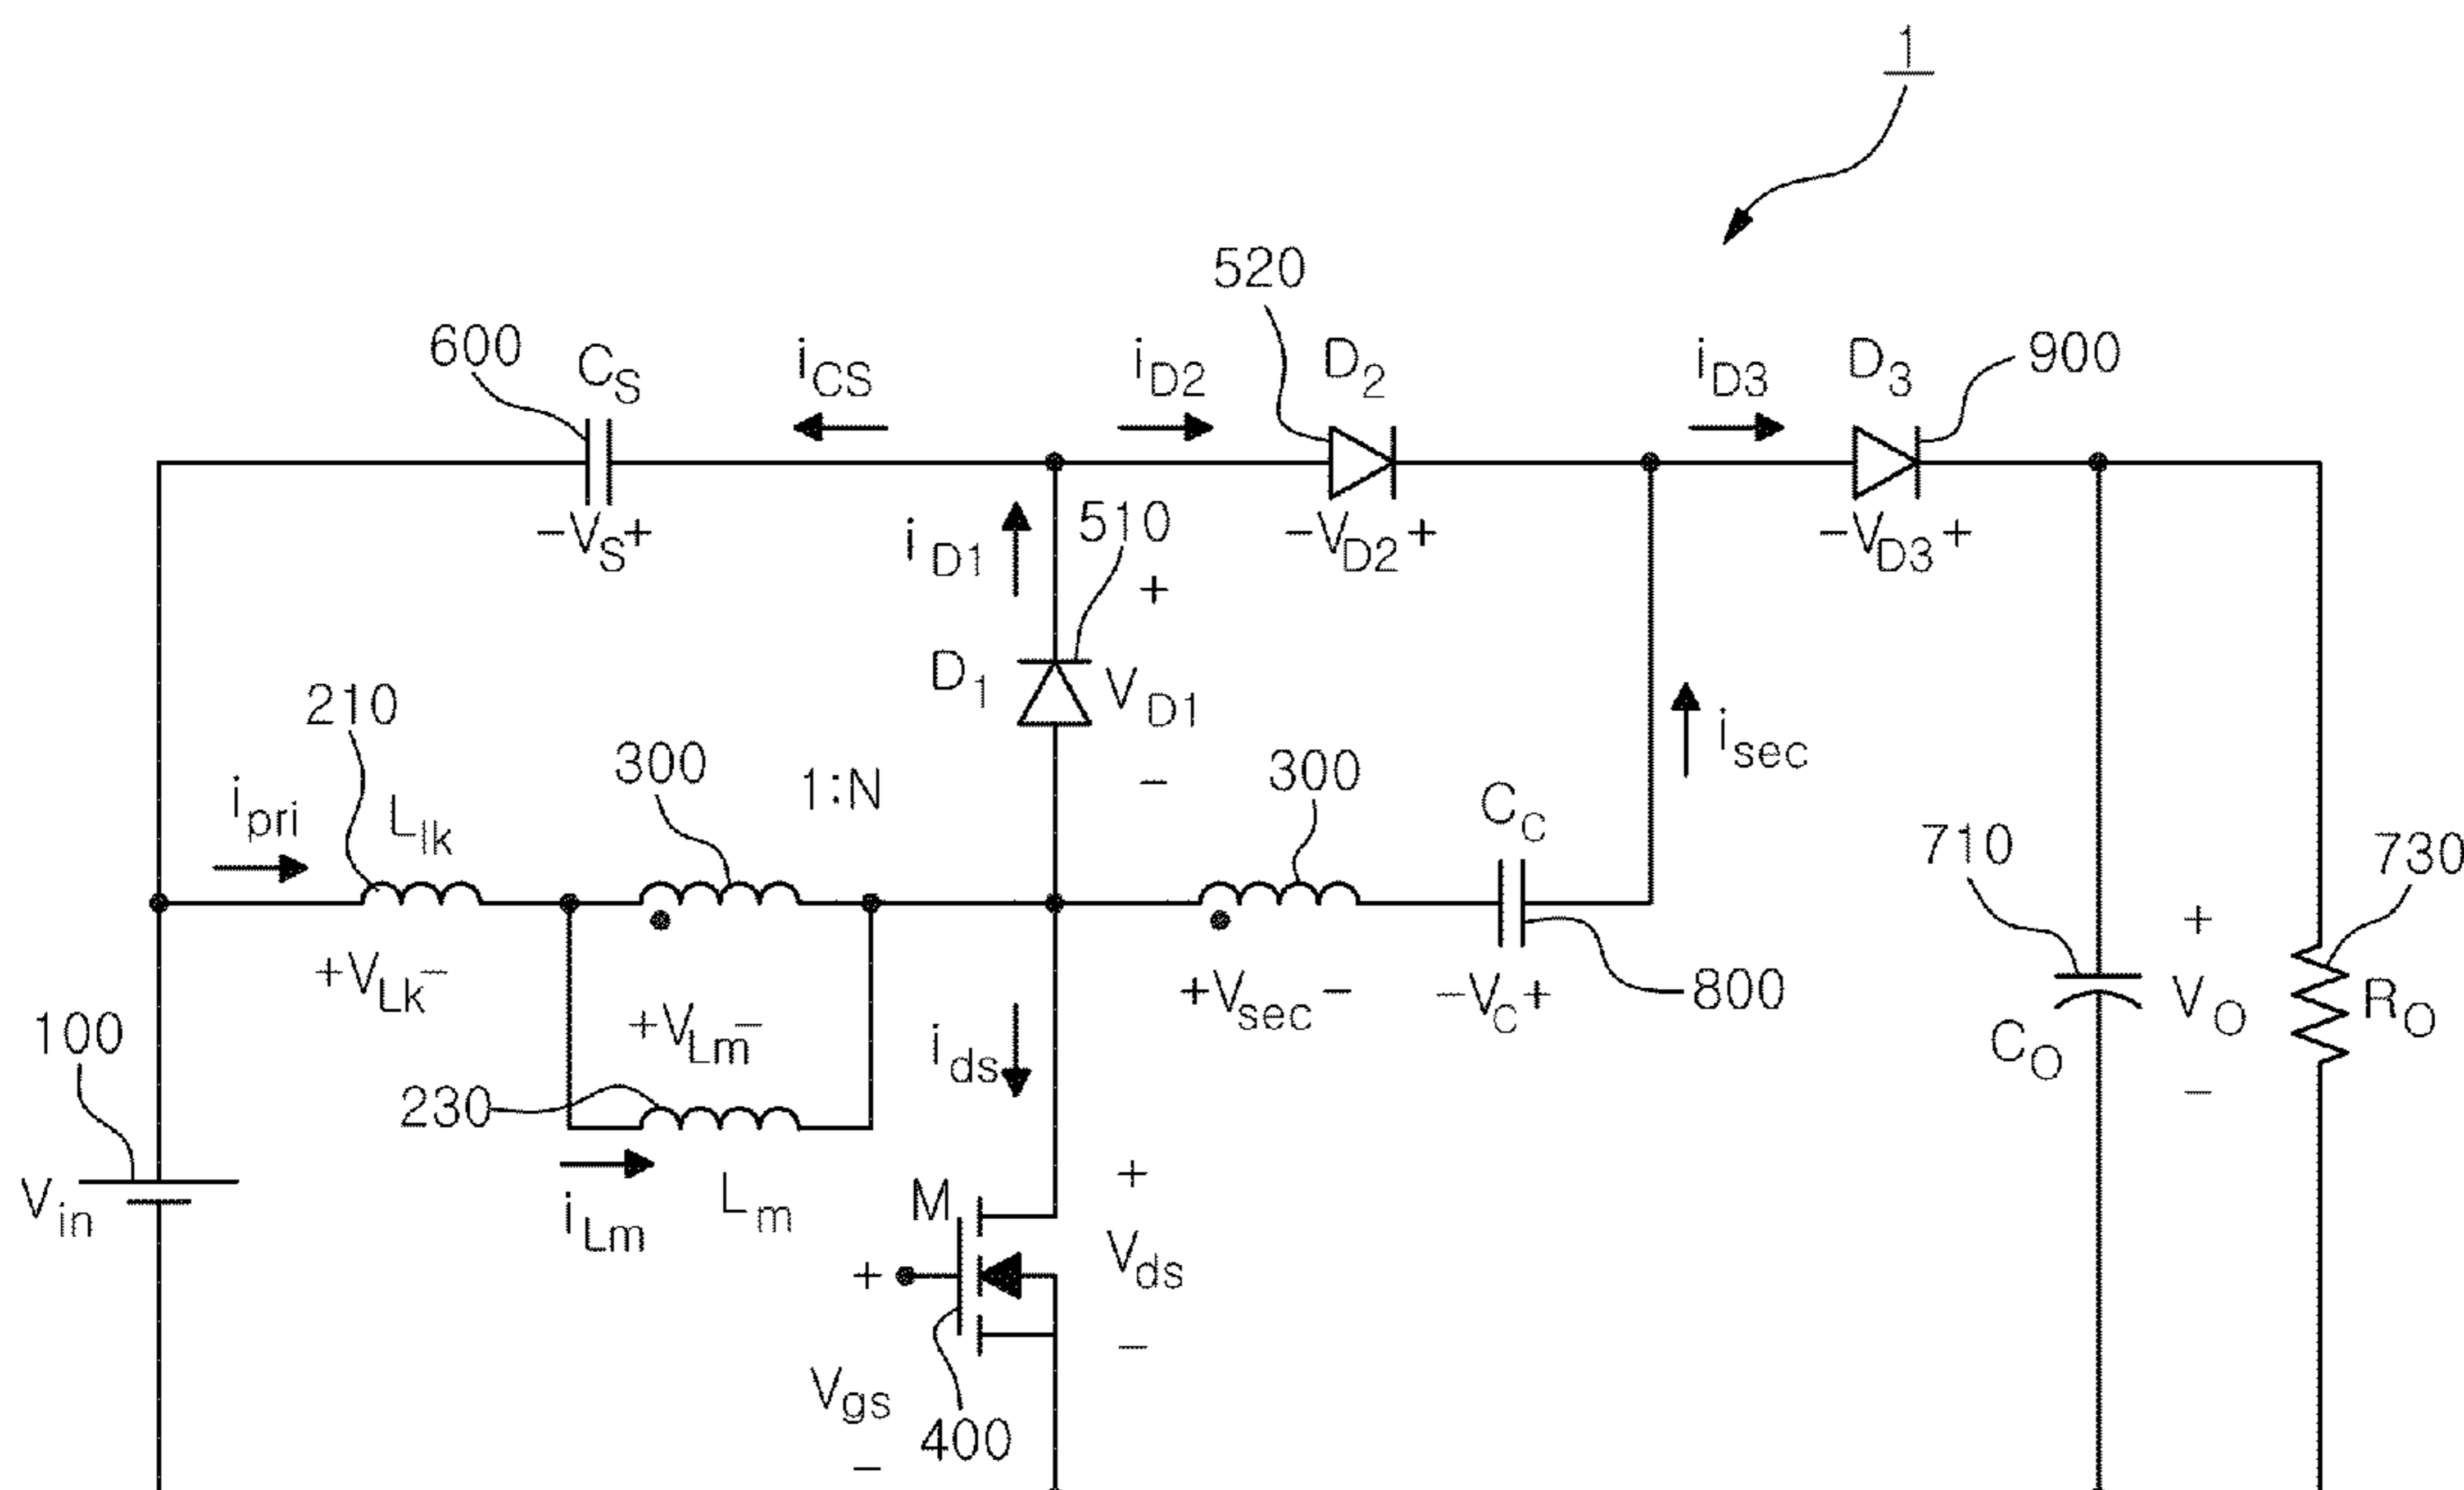 1
520
600 C_S i_CS i_D2 D_2 i_D3 D_3 900
-V_S+ i_D1 510 -V_D2+ -V_D3+
+
D_1 V_D1
-
210 300 1:N 300 i_sec
i_pri L_lk C_C 710 730
+V_Lk- +V_sec- -V_C+ 800 + V_O - R_O
100 +V_Lm- i_ds C_O
230
V_in i_Lm L_m M + V_ds -
+ V_gs - 400